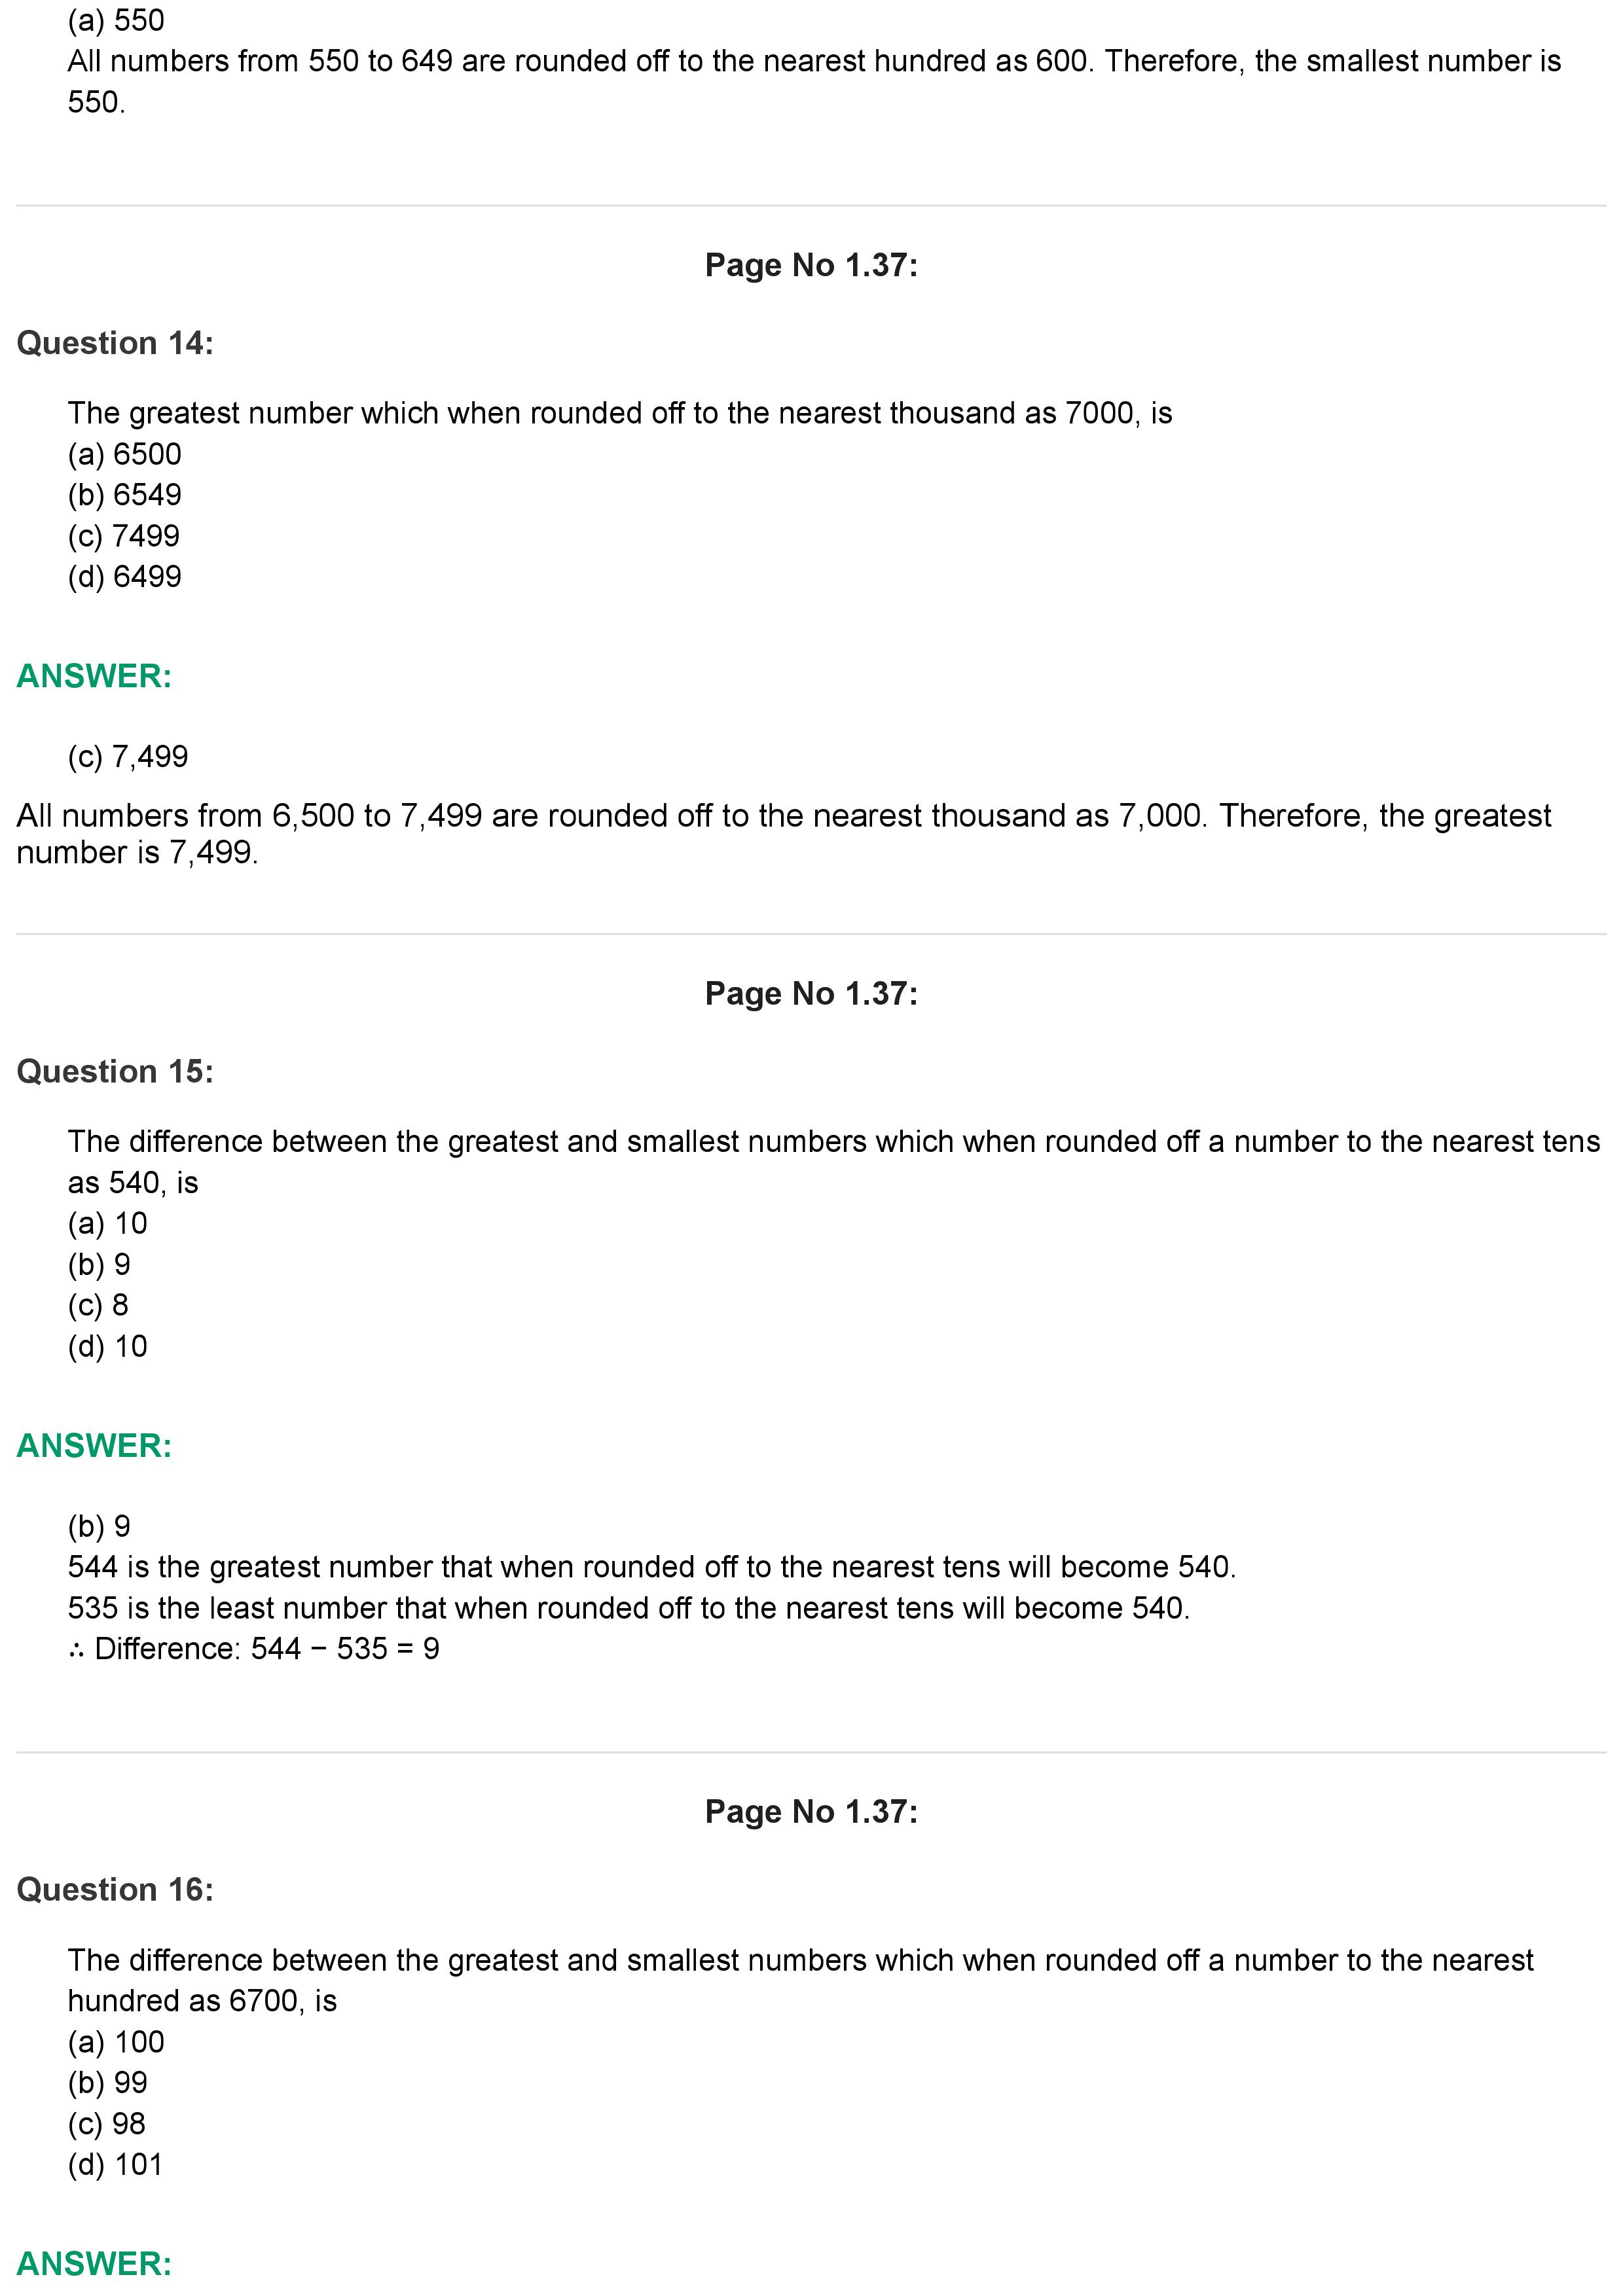 (a) 550
All numbers from 550 to 649 are rounded off to the nearest hundred as 600. Therefore, the smallest number is
550.
Page No 1.37:
Question 14:
The greatest number which when rounded off to the nearest thousand as 7000, is
(a) 6500
(b) 6549
(c) 7499
(d) 6499
ANSWER:
(c) 7,499
All numbers from 6,500 to 7,499 are rounded off to the nearest thousand as 7,000. Therefore, the greatest
number is 7,499.
Page No 1.37:
Question 15:
The difference between the greatest and smallest numbers which when rounded off a number to the nearest tens
as 540, is
(a) 10
(b) 9
(c) 8
(d) 10
ANSWER:
(b) 9
544 is the greatest number that when rounded off to the nearest tens will become 540.
535 is the least number that when rounded off to the nearest tens will become 540.
∴ Difference: 544 − 535 = 9
Page No 1.37:
Question 16:
The difference between the greatest and smallest numbers which when rounded off a number to the nearest
hundred as 6700, is
(a) 100
(b) 99
(c) 98
(d) 101
ANSWER: